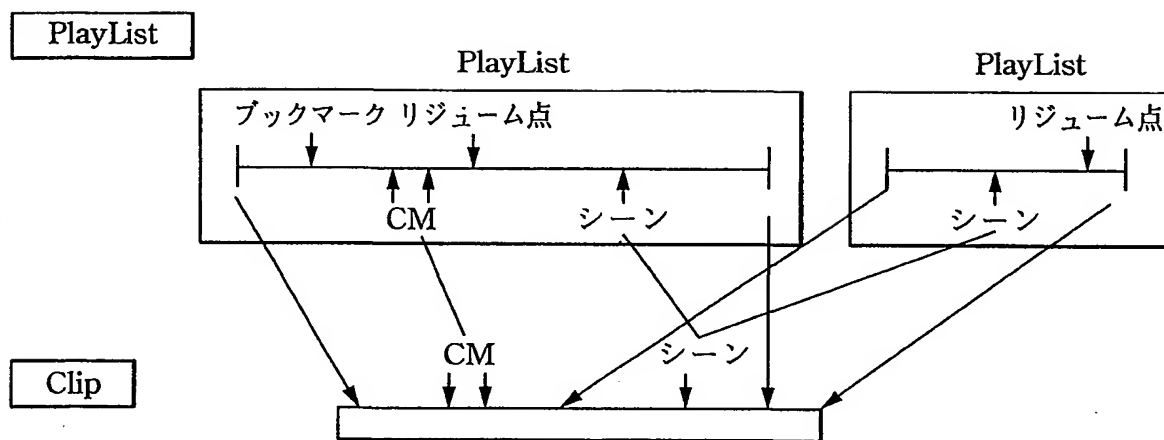 PlayList
PlayList PlayList
ブックマーク リジューム点 リジューム点
CM シーン シーン
CM シーン
Clip